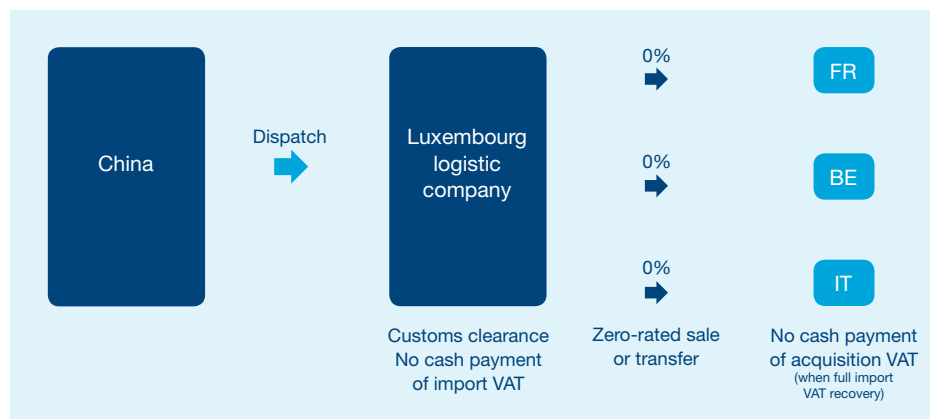 China
Dispatch
Luxembourg
logistic
company
0%
FR
0%
BE
0%
IT
Customs clearance
No cash payment
of import VAT
Zero-rated sale
or transfer
No cash payment
of acquisition VAT
(when full import
VAT recovery)